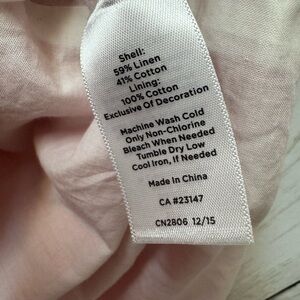 Shell:
59% Linen
41% Cotton
Lining:
100% Cotton
Exclusive Of Decoration
Machine Wash Cold
Only Non-Chlorine
Bleach When Needed
Tumble Dry Low
Cool Iron, If Needed
Made In China
CA #23147
CN2806 12/15